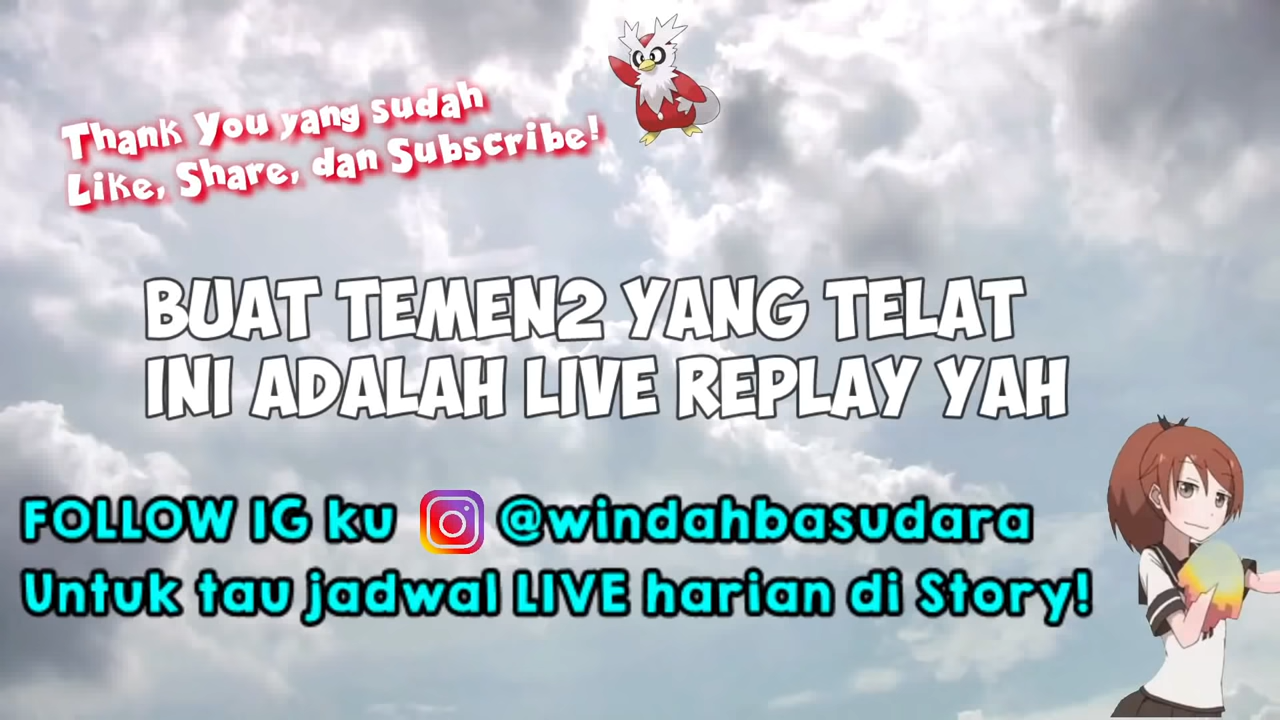 Thank You yang sudah
Like, Share, dan Subscribe!
BUAT TEMEN2 YANG TELAT
INI ADALAH LIVE REPLAY YAH
FOLLOW IG ku @windahbasudara
Untuk tau jadwal LIVE harian di Story!